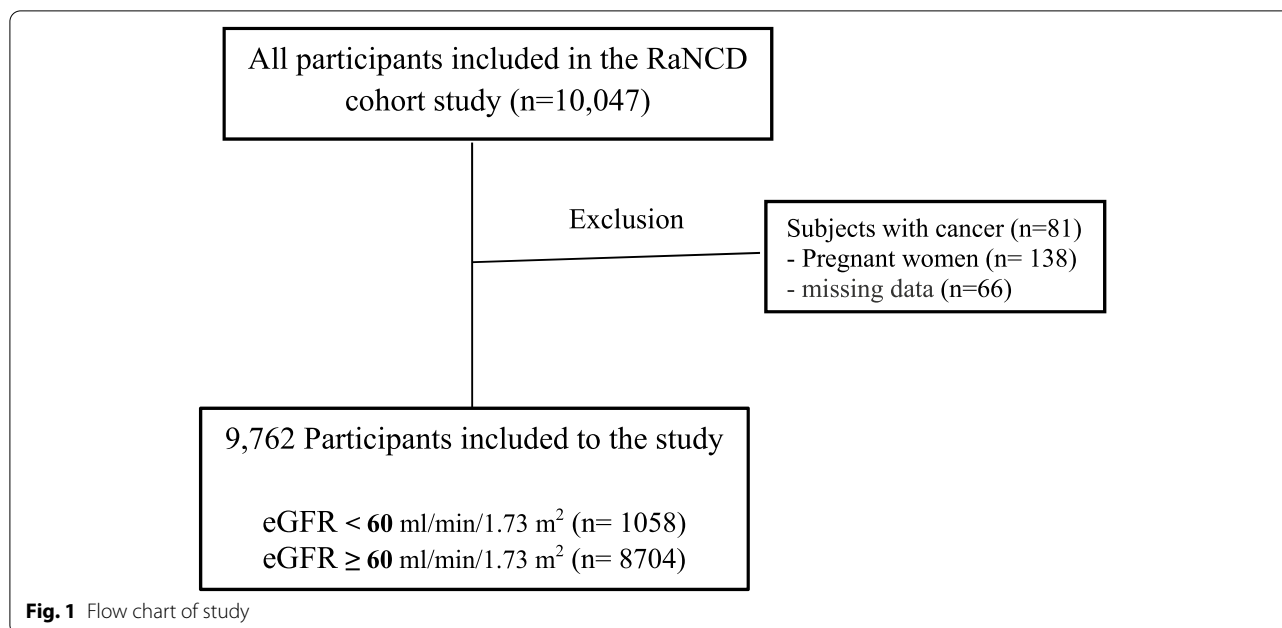 All participants included in the RaNCD
cohort study (n=10,047)
Exclusion
Subjects with cancer (n=81)
- Pregnant women (n= 138)
- missing data (n=66)
9,762 Participants included to the study
eGFR < 60 ml/min/1.73 m² (n= 1058)
eGFR ≥ 60 ml/min/1.73 m² (n= 8704)
Fig. 1 Flow chart of study